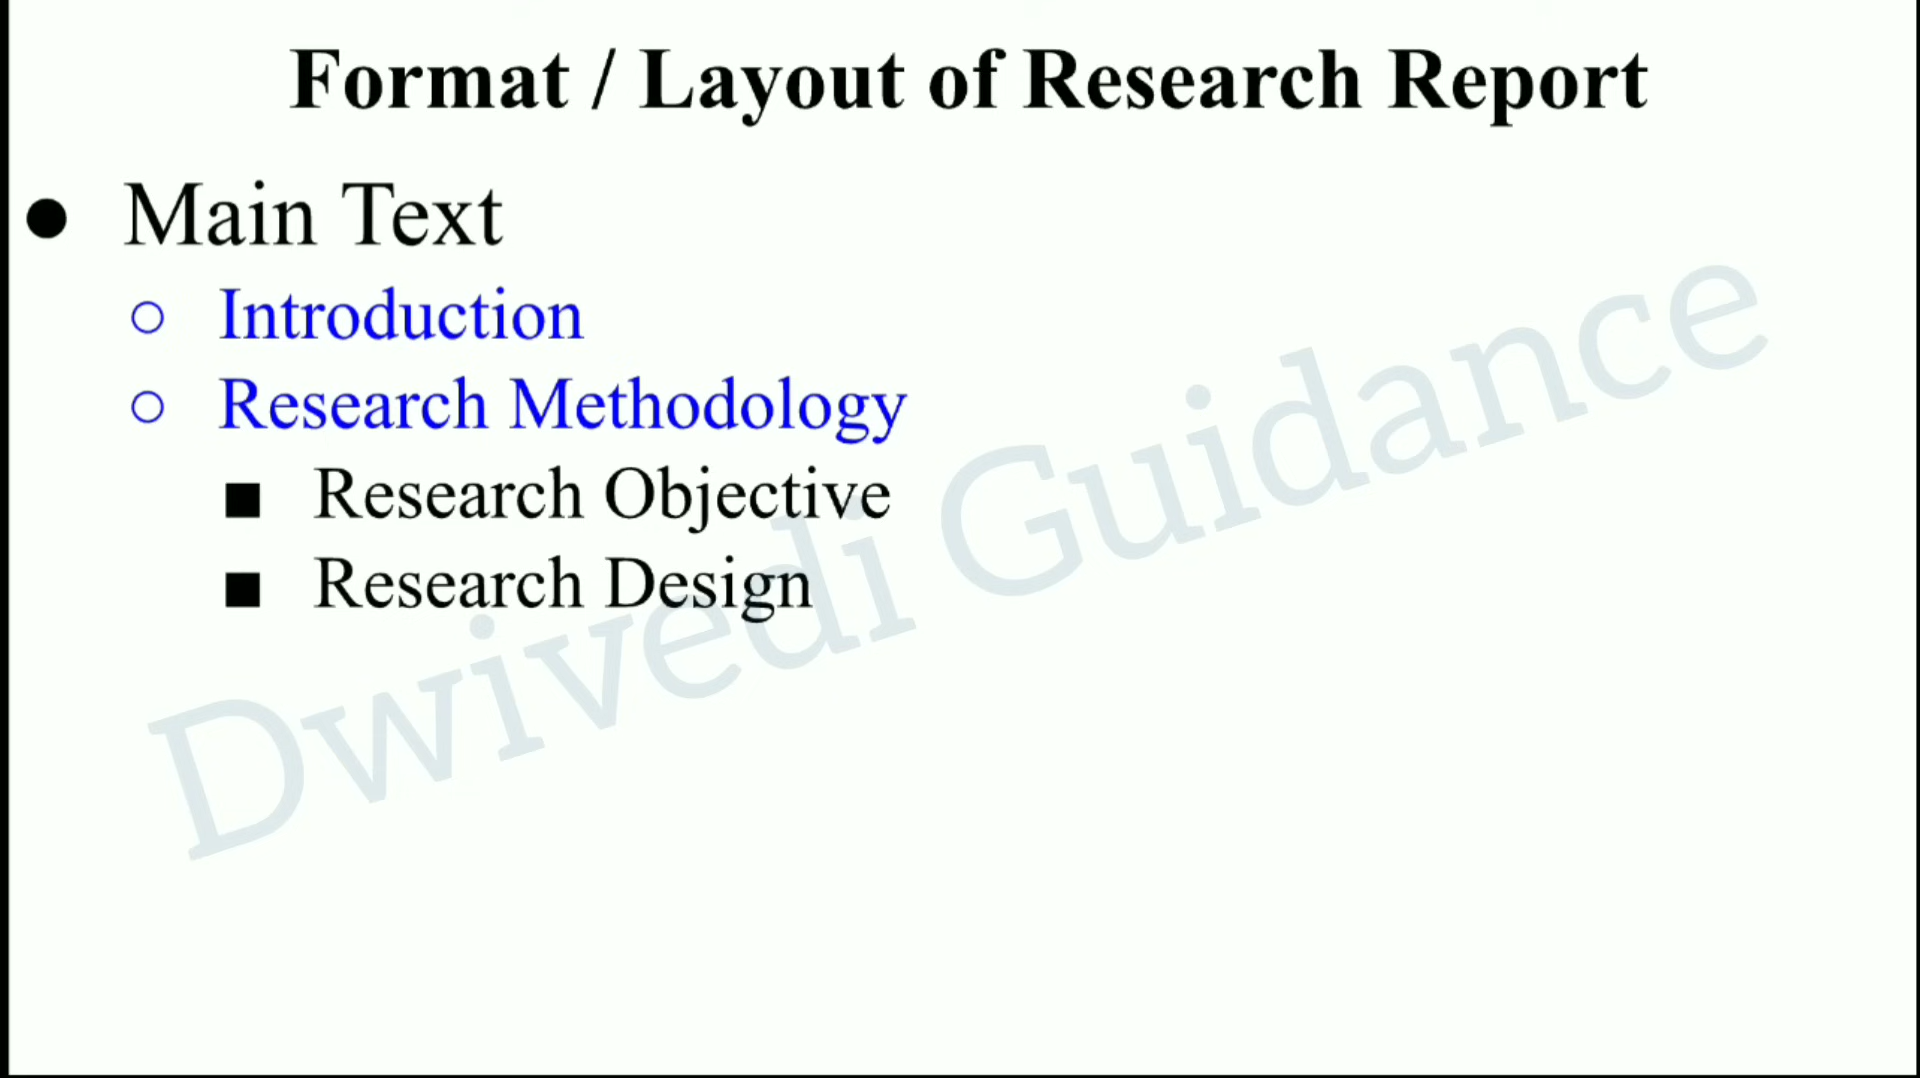 Format / Layout of Research Report
● Main Text
○ Introduction
○ Research Methodology
■ Research Objective
■ Research Design
Dwivedi Guidance